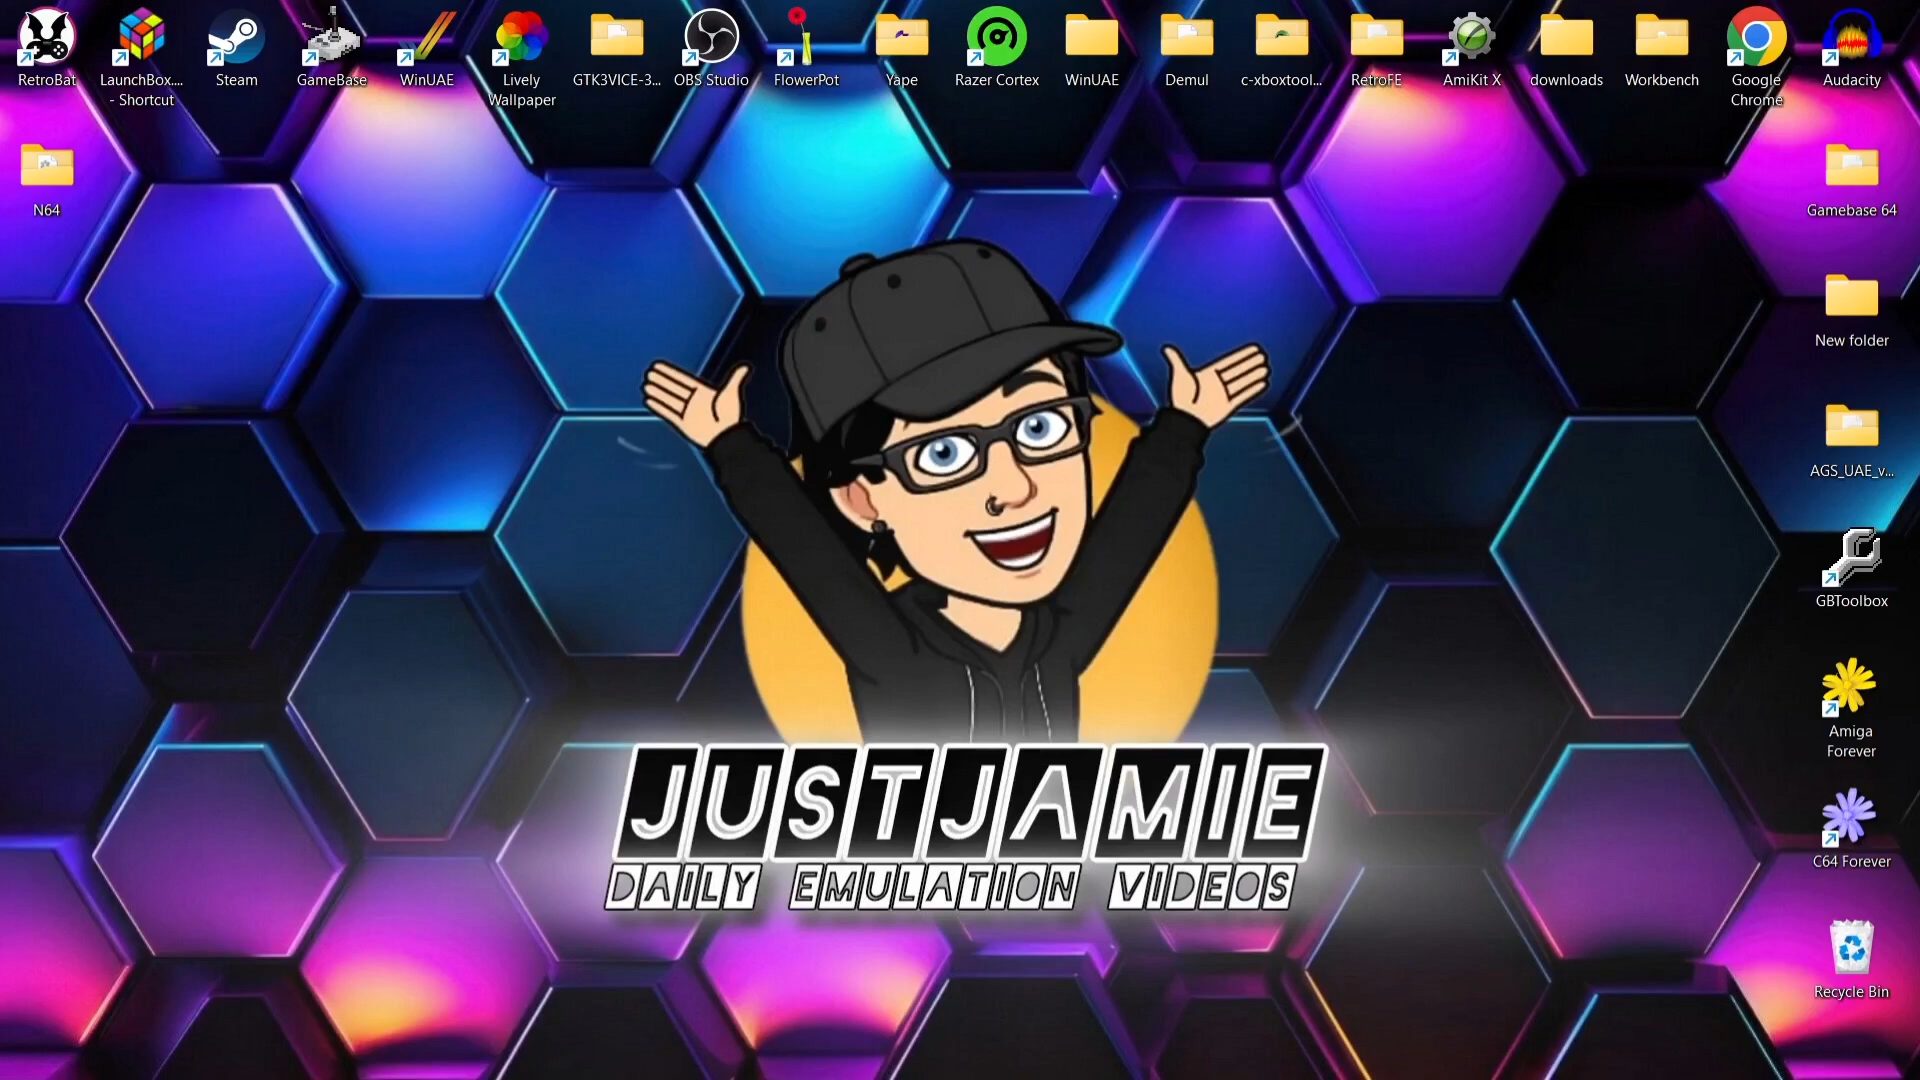 RetroBat
LaunchBox....
- Shortcut
Steam
GameBase
WinUAE
Lively
Wallpaper
GTK3VICE-3...
OBS Studio
FlowerPot
Yape
Razer Cortex
WinUAE
Demul
c-xboxtool...
RetroFE
AmiKit X
downloads
Workbench
Google
Chrome
Audacity
N64
Gamebase 64
New folder
AGS_UAE_v...
GBToolbox
Amiga
Forever
C64 Forever
Recycle Bin
JUSTJAMIE
DAILY EMULATION VIDEOS